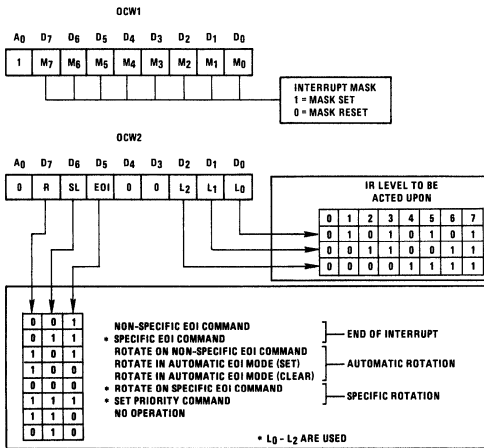 OCW1
A0 D7 D6 D5 D4 D3 D2 D1 D0
1 M7 M6 M5 M4 M3 M2 M1 M0
INTERRUPT MASK
1 = MASK SET
0 = MASK RESET
OCW2
A0 D7 D6 D5 D4 D3 D2 D1 D0
0 R SL EOI 0 0 L2 L1 L0
IR LEVEL TO BE
ACTED UPON
0 1 2 3 4 5 6 7
0 1 0 1 0 1 0 1
0 0 1 1 0 0 1 1
0 0 0 0 1 1 1 1
0 0 1 NON-SPECIFIC EOI COMMAND
0 1 1 * SPECIFIC EOI COMMAND
END OF INTERRUPT
1 0 1 ROTATE ON NON-SPECIFIC EOI COMMAND
1 0 0 ROTATE IN AUTOMATIC EOI MODE (SET)
0 0 0 ROTATE IN AUTOMATIC EOI MODE (CLEAR)
AUTOMATIC ROTATION
1 1 1 * ROTATE ON SPECIFIC EOI COMMAND
1 1 0 * SET PRIORITY COMMAND
SPECIFIC ROTATION
0 1 0 NO OPERATION
* L0 - L2 ARE USED